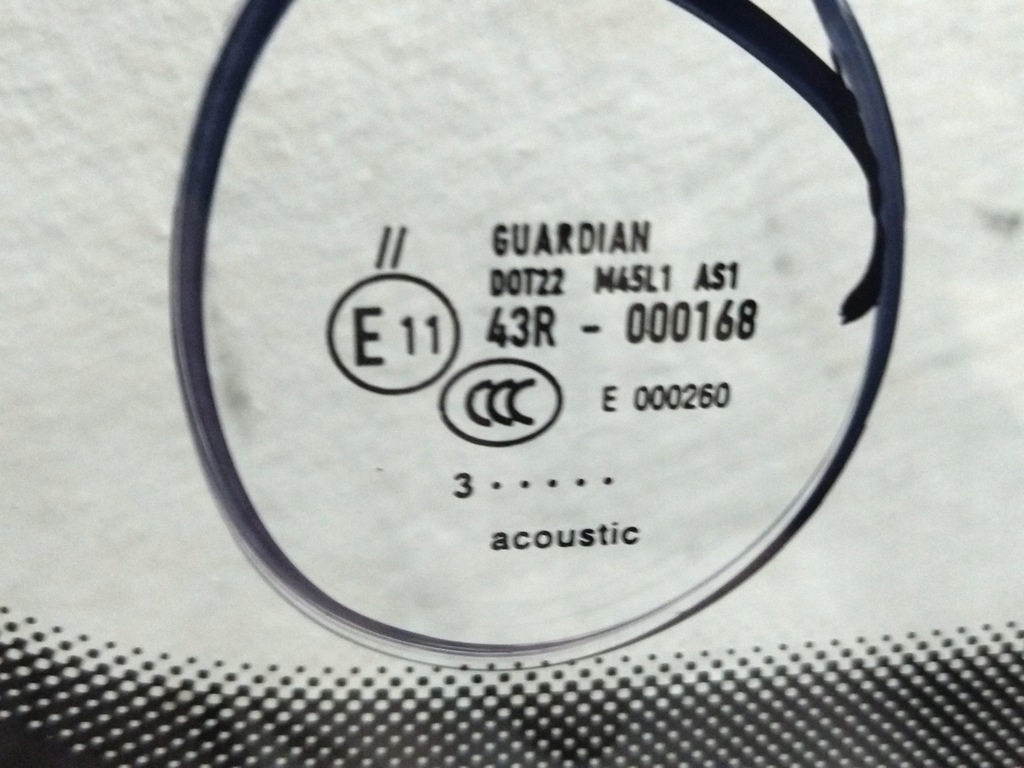 //
GUARDIAN
DOT22 M45L1 AS1
E 11 43R - 000168
CCC E 000260
3 · · · · ·
acoustic